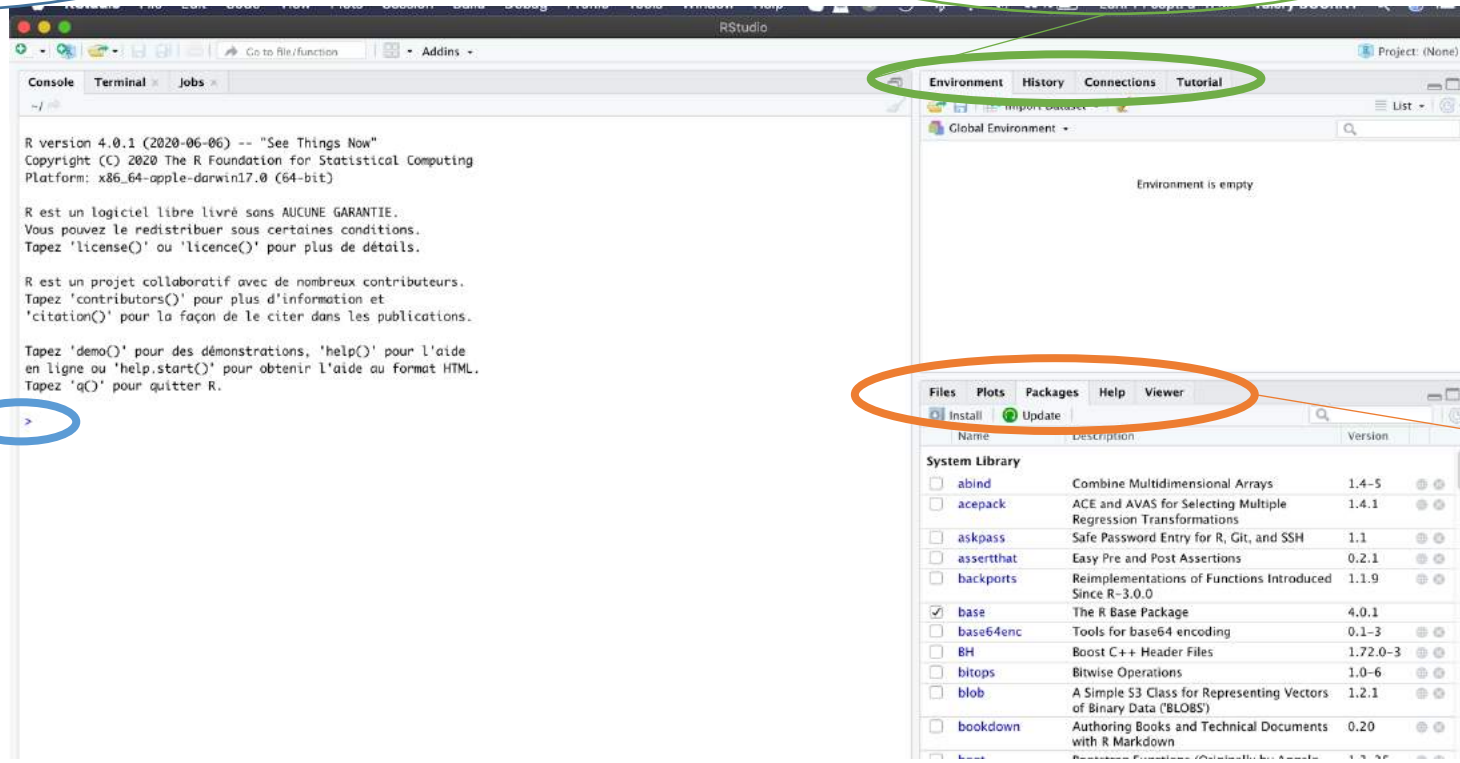 RStudio
Go to file/function
Addins
Project: (None)
Console Terminal Jobs
~/
R version 4.0.1 (2020-06-06) -- "See Things Now"
Copyright (C) 2020 The R Foundation for Statistical Computing
Platform: x86_64-apple-darwin17.0 (64-bit)
R est un logiciel libre livré sans AUCUNE GARANTIE.
Vous pouvez le redistribuer sous certaines conditions.
Tapez 'license()' ou 'licence()' pour plus de détails.
R est un projet collaboratif avec de nombreux contributeurs.
Tapez 'contributors()' pour plus d'information et
'citation()' pour la façon de le citer dans les publications.
Tapez 'demo()' pour des démonstrations, 'help()' pour l'aide
en ligne ou 'help.start()' pour obtenir l'aide au format HTML.
Tapez 'q()' pour quitter R.
>
Environment History Connections Tutorial
Import Dataset
List
Global Environment
Environment is empty
Files Plots Packages Help Viewer
Install Update
Name Description Version
System Library
abind Combine Multidimensional Arrays 1.4-5
acepack ACE and AVAS for Selecting Multiple 1.4.1
Regression Transformations
askpass Safe Password Entry for R, Git, and SSH 1.1
assertthat Easy Pre and Post Assertions 0.2.1
backports Reimplementations of Functions Introduced 1.1.9
Since R-3.0.0
base The R Base Package 4.0.1
base64enc Tools for base64 encoding 0.1-3
BH Boost C++ Header Files 1.72.0-3
bitops Bitwise Operations 1.0-6
blob A Simple S3 Class for Representing Vectors 1.2.1
of Binary Data ('BLOBS')
bookdown Authoring Books and Technical Documents 0.20
with R Markdown